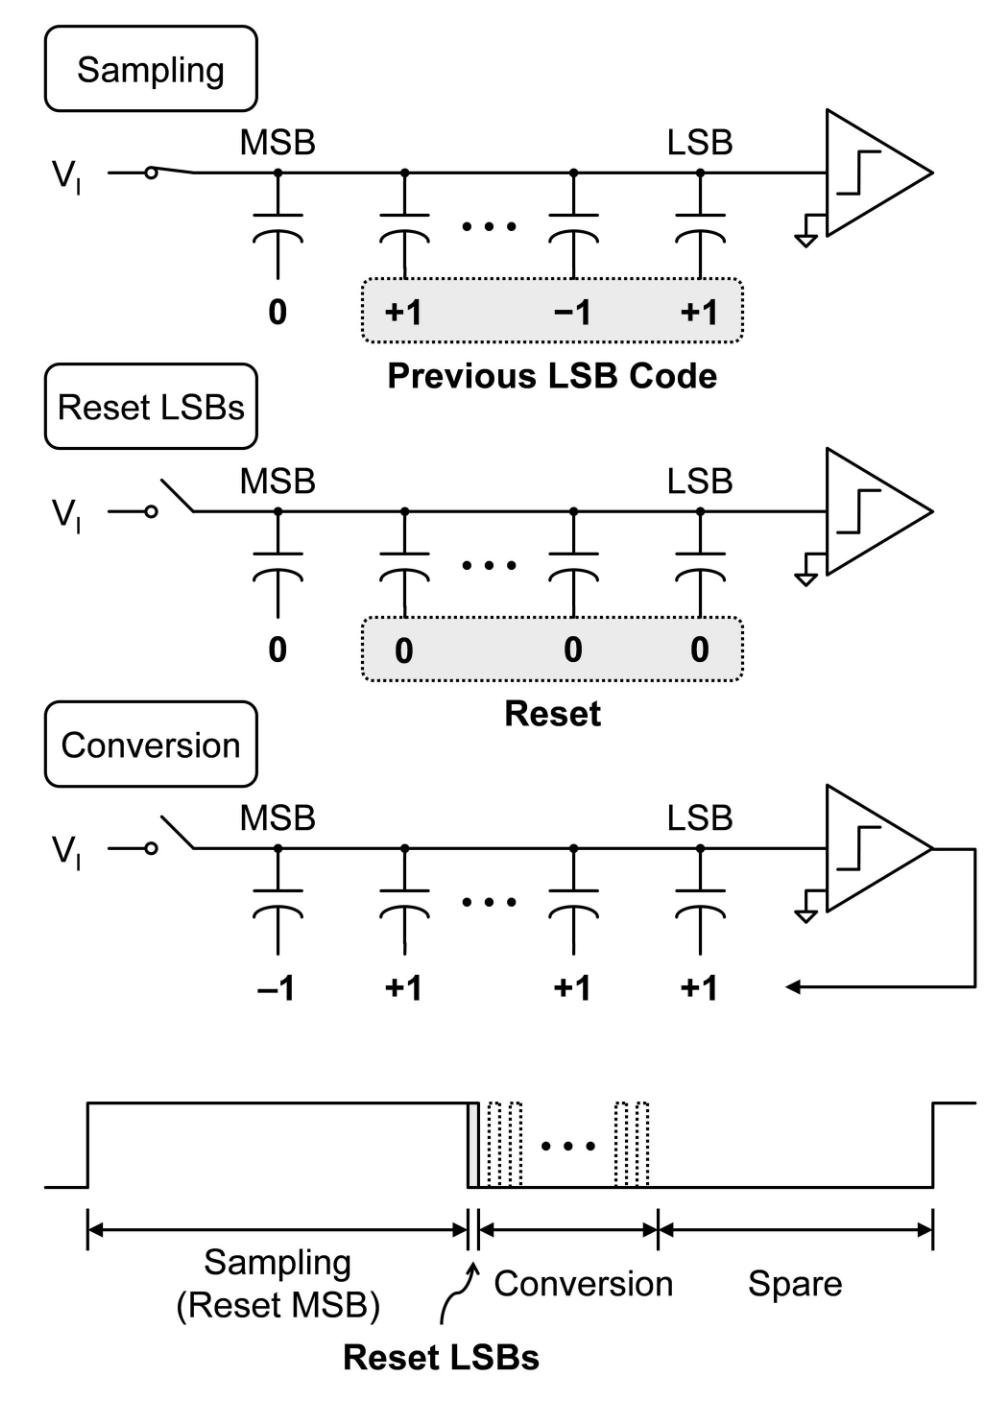 Sampling
MSB LSB
V_I
0 +1 −1 +1
Previous LSB Code
Reset LSBs
MSB LSB
V_I
0 0 0 0
Reset
Conversion
MSB LSB
V_I
–1 +1 +1 +1
Sampling
(Reset MSB)
Conversion
Spare
Reset LSBs